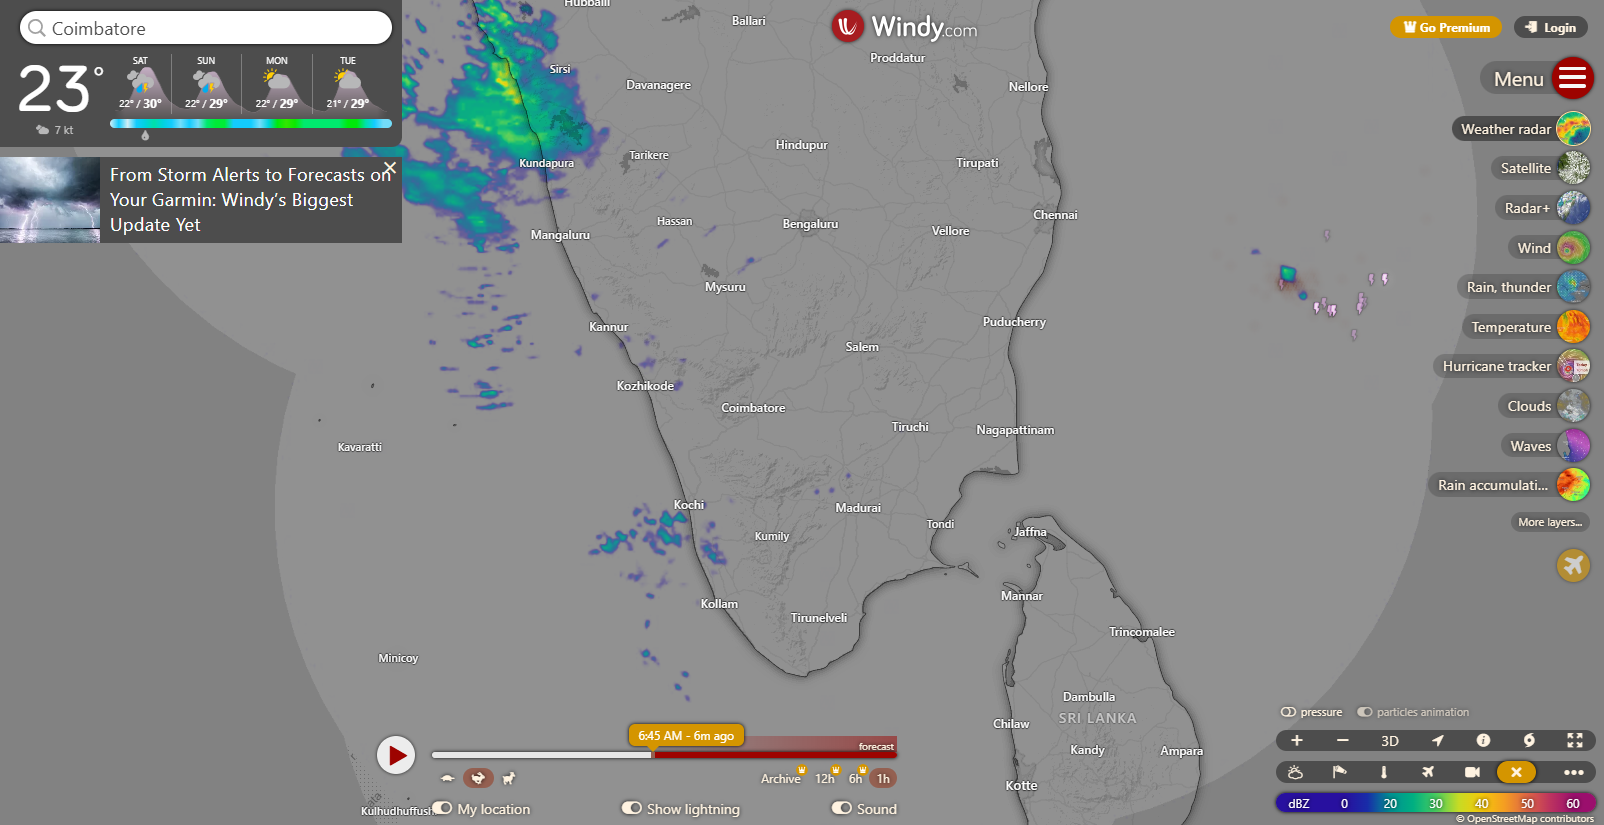 Coimbatore
23°
7 kt
SAT
22° / 30°
SUN
22° / 29°
MON
22° / 29°
TUE
21° / 29°
From Storm Alerts to Forecasts on
Your Garmin: Windy’s Biggest
Update Yet
Windy.com
Go Premium
Login
Menu
Weather radar
Satellite
Radar+
Wind
Rain, thunder
Temperature
Hurricane tracker
Clouds
Waves
Rain accumulati...
More layers...
Hubballi
Ballari
Proddatur
Sirsi
Davanagere
Nellore
Kundapura
Tarikere
Hindupur
Tirupati
Hassan
Bengaluru
Chennai
Mangaluru
Vellore
Mysuru
Kannur
Puducherry
Salem
Kozhikode
Coimbatore
Tiruchi
Nagapattinam
Kavaratti
Kochi
Madurai
Tondi
Kumily
Jaffna
Mannar
Kollam
Tirunelveli
Trincomalee
Minicoy
Dambulla
SRI LANKA
Chilaw
Kandy
Ampara
Kotte
Kulhudhuffush
6:45 AM - 6m ago
forecast
Archive
12h
6h
1h
My location
Show lightning
Sound
pressure
particles animation
3D
dBZ 0 20 30 40 50 60
© OpenStreetMap contributors